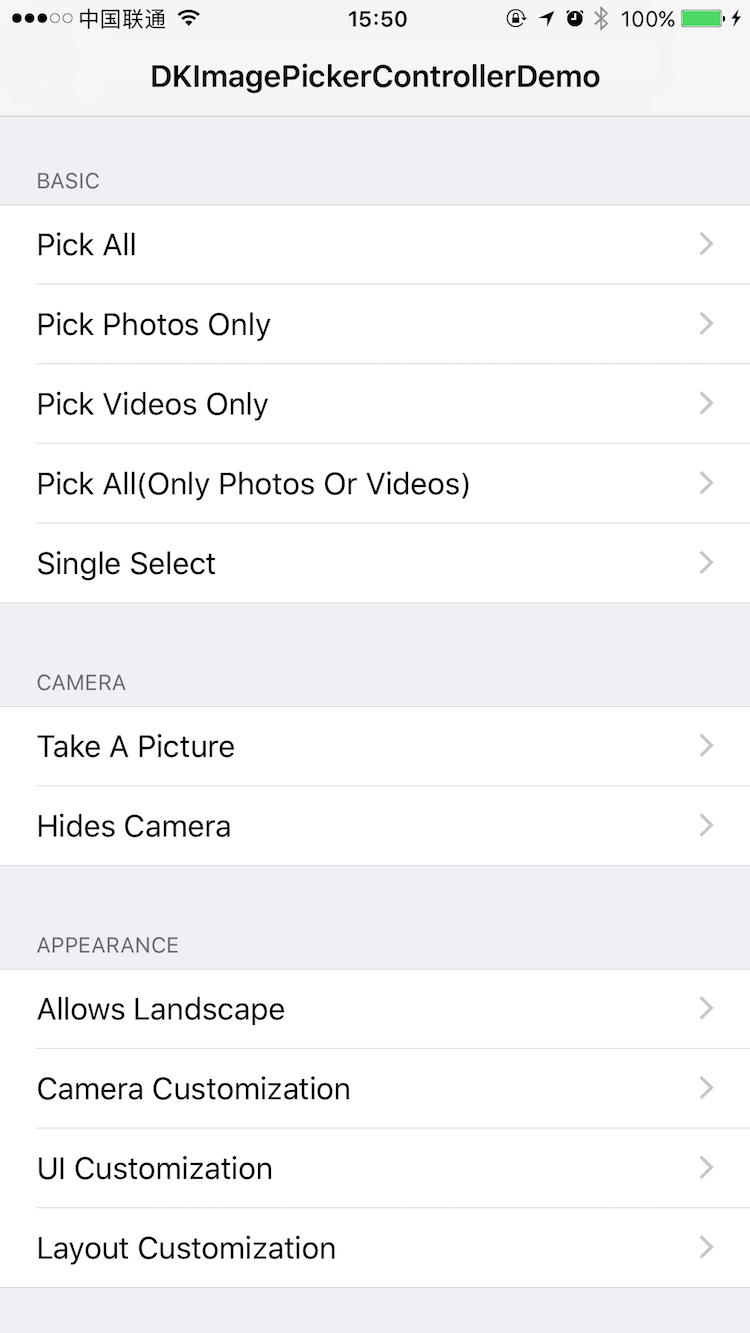 中国联通 15:50 100%
DKImagePickerControllerDemo
BASIC
Pick All
Pick Photos Only
Pick Videos Only
Pick All(Only Photos Or Videos)
Single Select
CAMERA
Take A Picture
Hides Camera
APPEARANCE
Allows Landscape
Camera Customization
UI Customization
Layout Customization